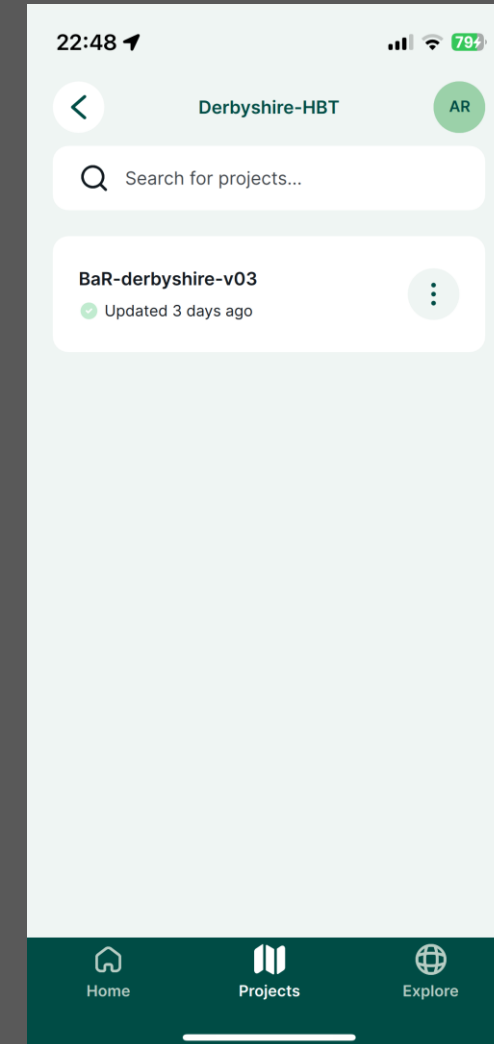 22:48
79
Derbyshire-HBT
AR
Search for projects...
BaR-derbyshire-v03
Updated 3 days ago
Home
Projects
Explore